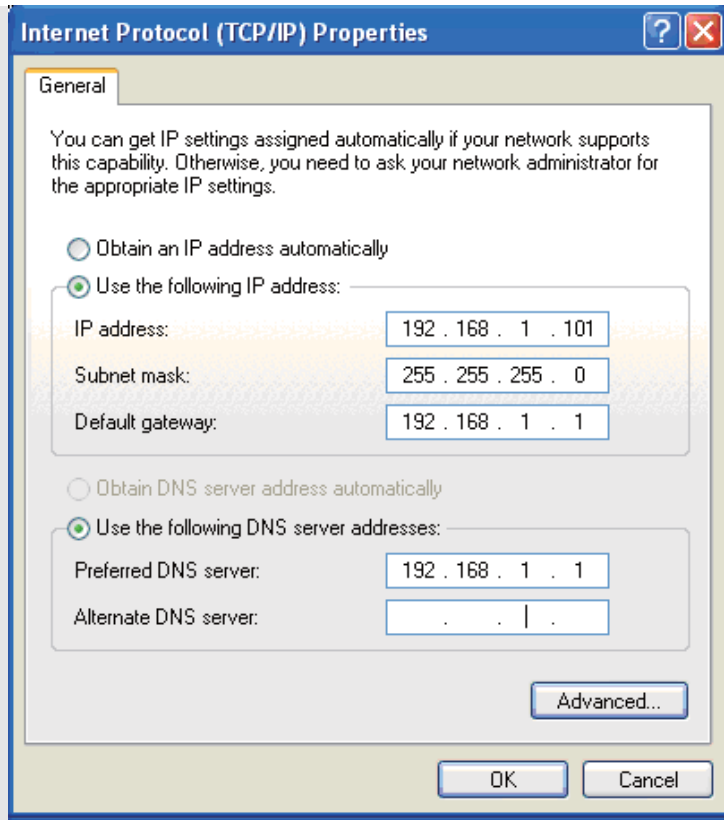 Internet Protocol (TCP/IP) Properties
General
You can get IP settings assigned automatically if your network supports
this capability. Otherwise, you need to ask your network administrator for
the appropriate IP settings.
Obtain an IP address automatically
Use the following IP address:
IP address: 192 . 168 . 1 . 101
Subnet mask: 255 . 255 . 255 . 0
Default gateway: 192 . 168 . 1 . 1
Obtain DNS server address automatically
Use the following DNS server addresses:
Preferred DNS server: 192 . 168 . 1 . 1
Alternate DNS server: . . .
Advanced...
OK Cancel